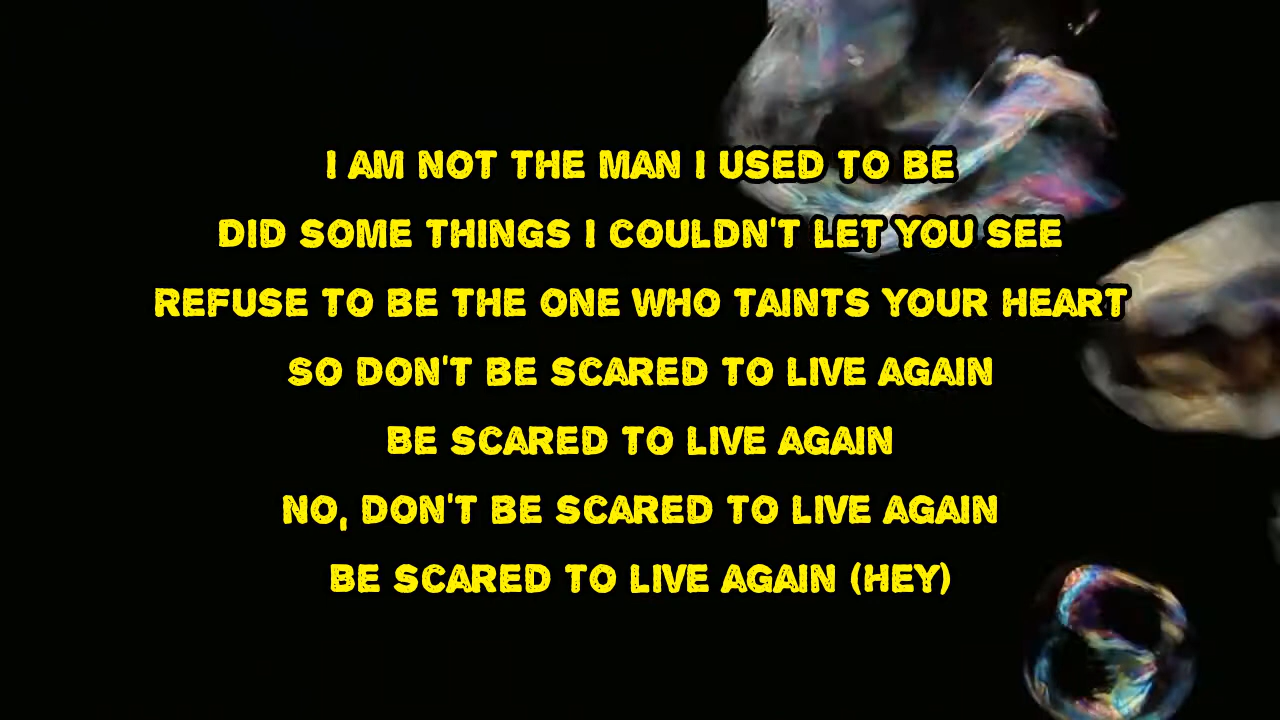 I AM NOT THE MAN I USED TO BE
DID SOME THINGS I COULDN'T LET YOU SEE
REFUSE TO BE THE ONE WHO TAINTS YOUR HEART
SO DON'T BE SCARED TO LIVE AGAIN
BE SCARED TO LIVE AGAIN
NO, DON'T BE SCARED TO LIVE AGAIN
BE SCARED TO LIVE AGAIN (HEY)